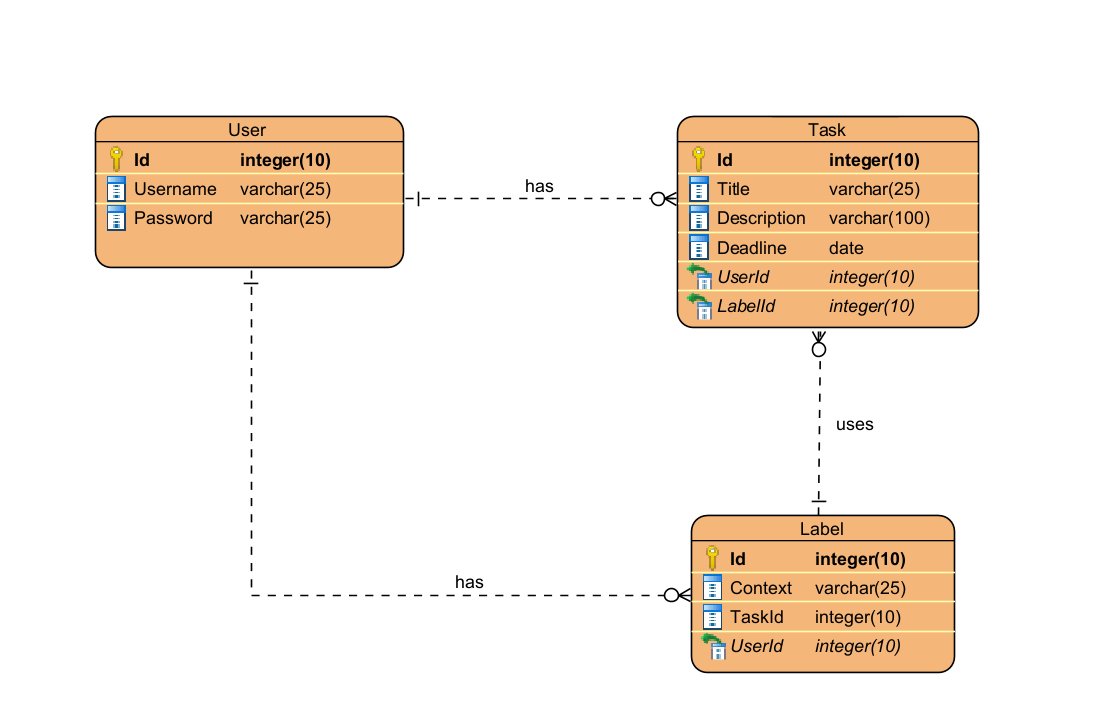 User
Id integer(10)
Username varchar(25)
Password varchar(25)
has
Task
Id integer(10)
Title varchar(25)
Description varchar(100)
Deadline date
UserId integer(10)
LabelId integer(10)
uses
has
Label
Id integer(10)
Context varchar(25)
TaskId integer(10)
UserId integer(10)